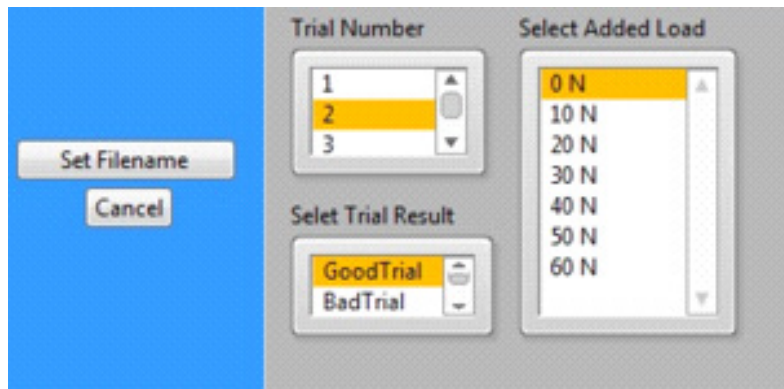 Set Filename
Cancel
Trial Number
1
2
3
Selet Trial Result
GoodTrial
BadTrial
Select Added Load
0 N
10 N
20 N
30 N
40 N
50 N
60 N